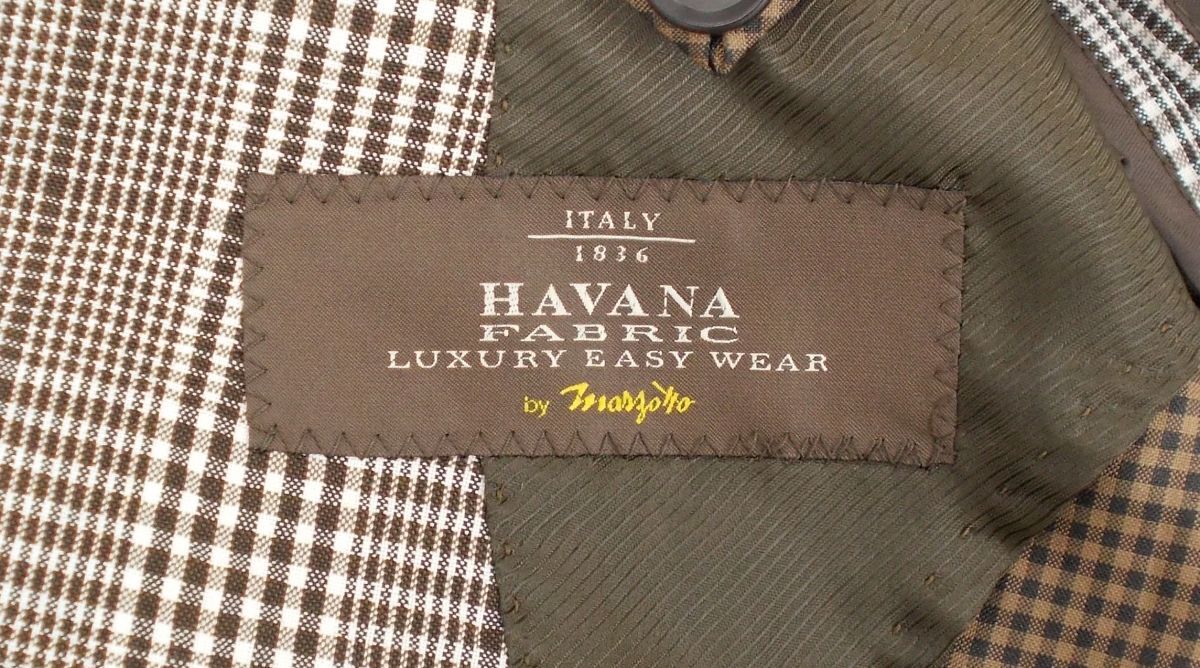 ITALY
1836
HAVANA
FABRIC
LUXURY EASY WEAR
by Marzotto